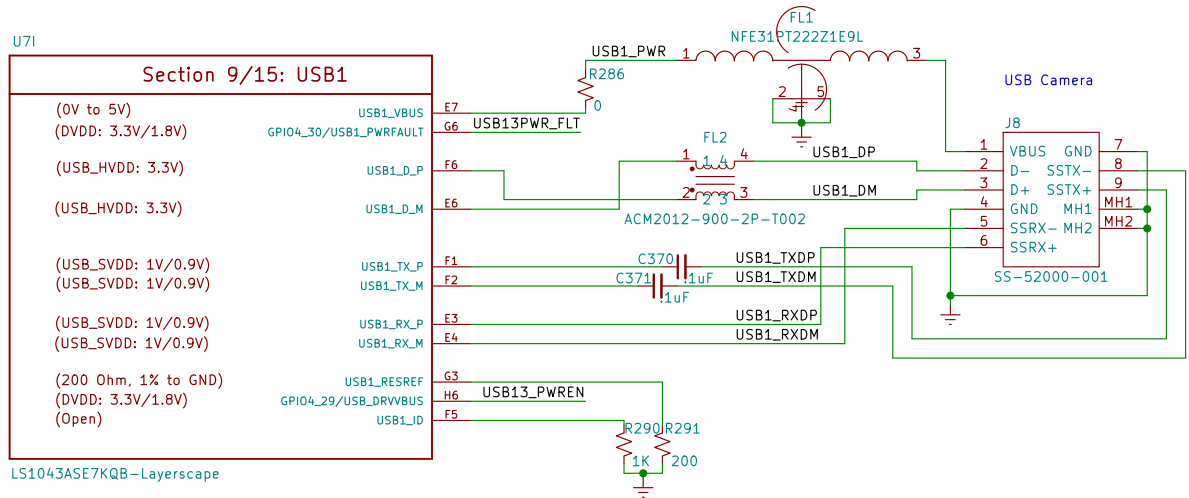 U7I
Section 9/15: USB1
(0V to 5V)
USB1_VBUS E7
(DVDD: 3.3V/1.8V)
GPIO4_30/USB1_PWRFAULT G6
USB13PWR_FLT
(USB_HVDD: 3.3V)
USB1_D_P F6
(USB_HVDD: 3.3V)
USB1_D_M E6
(USB_SVDD: 1V/0.9V)
USB1_TX_P F1
(USB_SVDD: 1V/0.9V)
USB1_TX_M F2
(USB_SVDD: 1V/0.9V)
USB1_RX_P E3
(USB_SVDD: 1V/0.9V)
USB1_RX_M E4
(200 Ohm, 1% to GND)
USB1_RESREF G3
(DVDD: 3.3V/1.8V)
GPIO4_29/USB_DRVVBUS H6
USB13_PWREN
(Open)
USB1_ID F5
LS1043ASE7KQB-Layerscape
USB1_PWR
R286
0
FL1
NFE31PT222Z1E9L
1 3
2 5
4
FL2
1 1 4 4
2 2 3 3
ACM2012-900-2P-T002
USB1_DP
USB1_DM
C370
.1uF
C371
.1uF
USB1_TXDP
USB1_TXDM
USB1_RXDP
USB1_RXDM
R290
1K
R291
200
USB Camera
J8
1 VBUS GND 7
2 D- SSTX- 8
3 D+ SSTX+ 9
4 GND MH1 MH1
5 SSRX- MH2 MH2
6 SSRX+
SS-52000-001